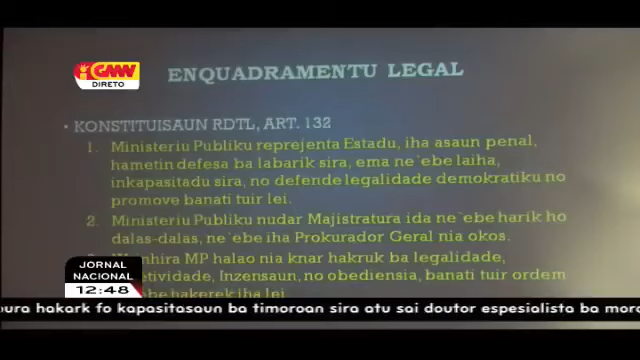 GMN
DIRETO
ENQUADRAMENTU LEGAL
• KONSTITUISAUN RDTL, ART. 132
1. Ministeriu Publiku reprejenta Estadu, iha asaun penal,
hametin defesa ba labarik sira, ema ne`ebe laiha,
inkapasitadu sira, no defende legalidade demokratiku no
promove banati tuir lei.
2. Ministeriu Publiku nudar Majistratura ida ne`ebe harik ho
dalas-dalas, ne`ebe iha Prokurador Geral nia okos.
MP halao nia knar hakruk ba legalidade,
Inzensaun, no obediensia, banati tuir ordem
hakerek iha lei
JORNAL
NACIONAL
12:48
hakark fo kapasitasaun ba timoroan sira atu sai doutor espesialista ba